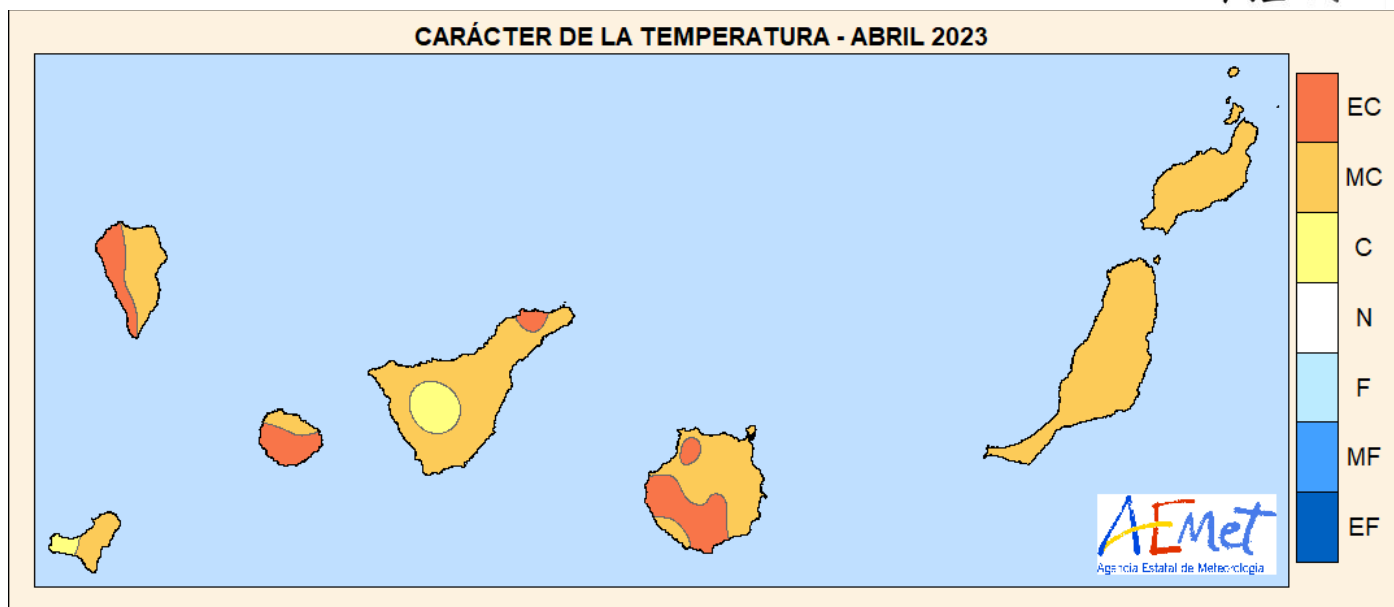 CARÁCTER DE LA TEMPERATURA - ABRIL 2023
EC
MC
C
N
F
MF
EF
AEMet
Agencia Estatal de Meteorología